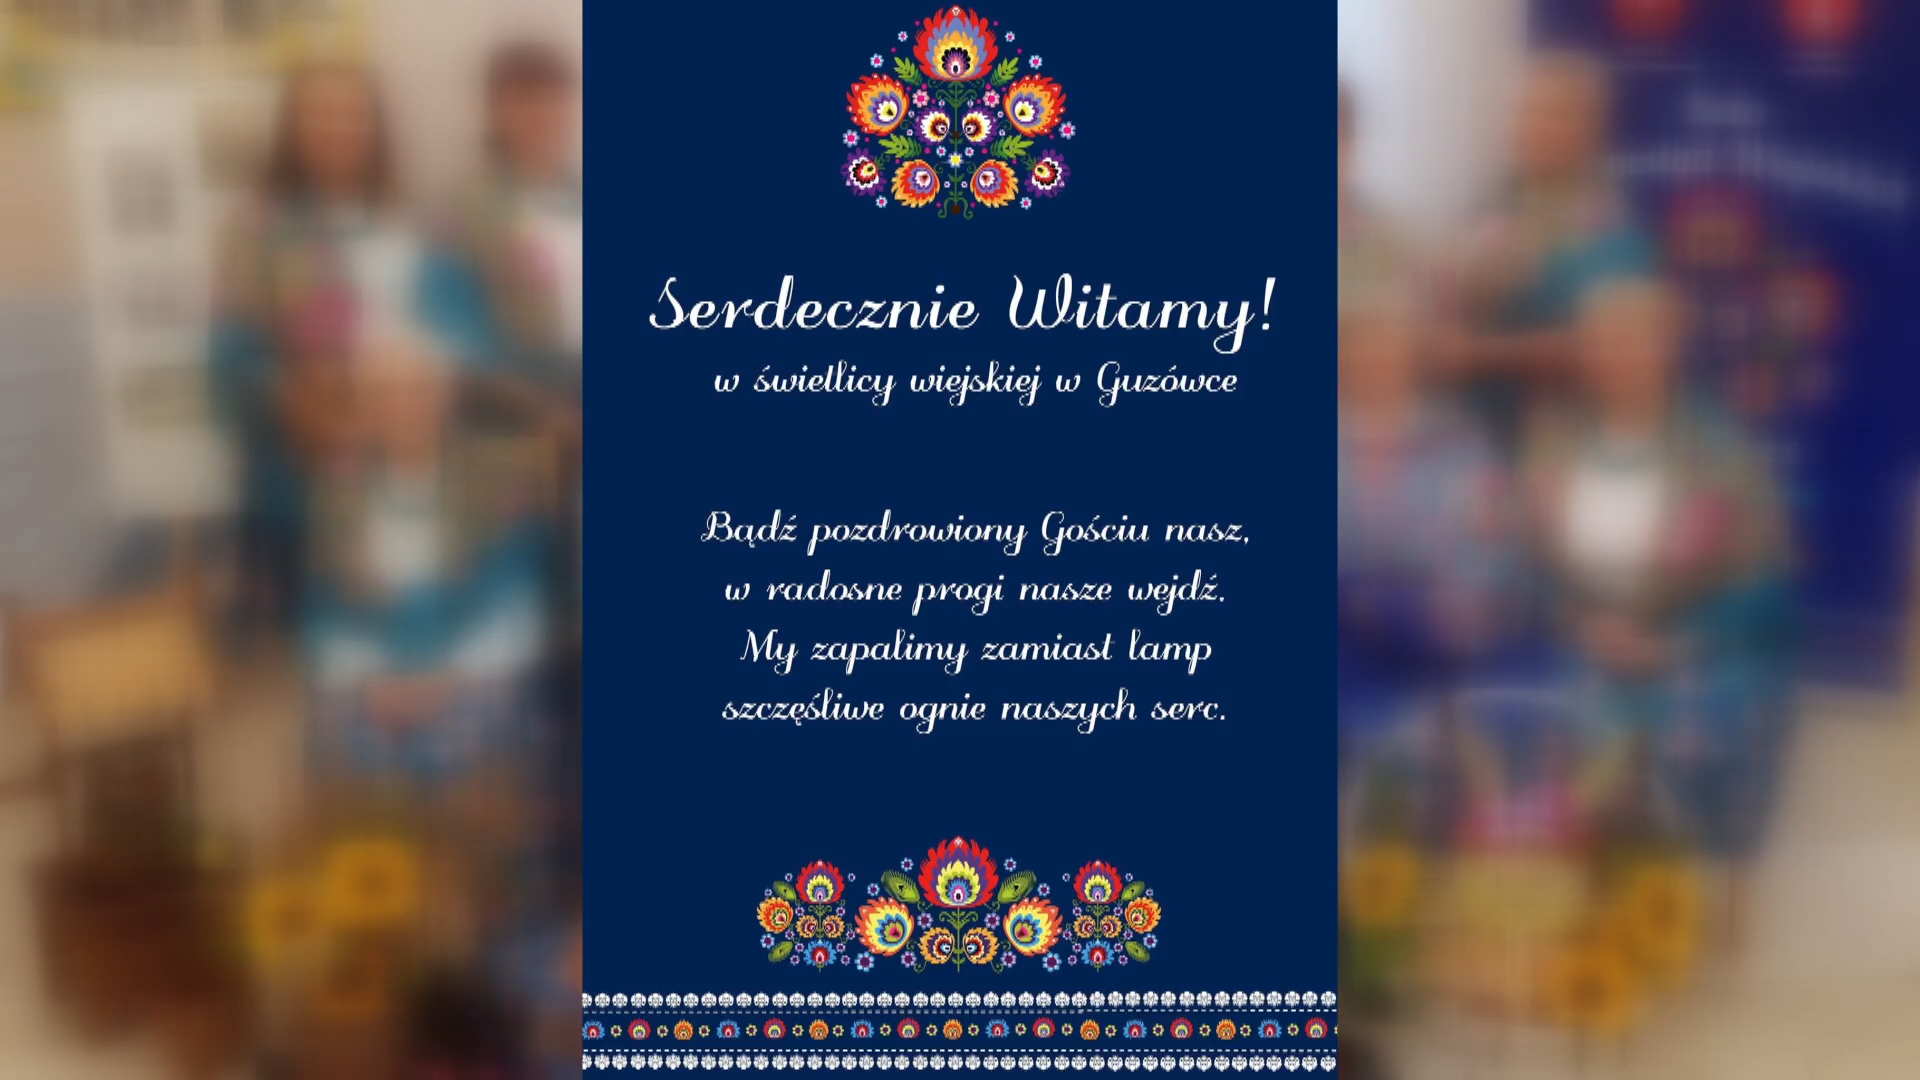 Serdecznie Witamy!
w świetlicy wiejskiej w Guzówce
Bądź pozdrowiony Gościu nasz,
w radosne progi nasze wejdź.
My zapalimy zamiast lamp
szczęśliwe ognie naszych serc.